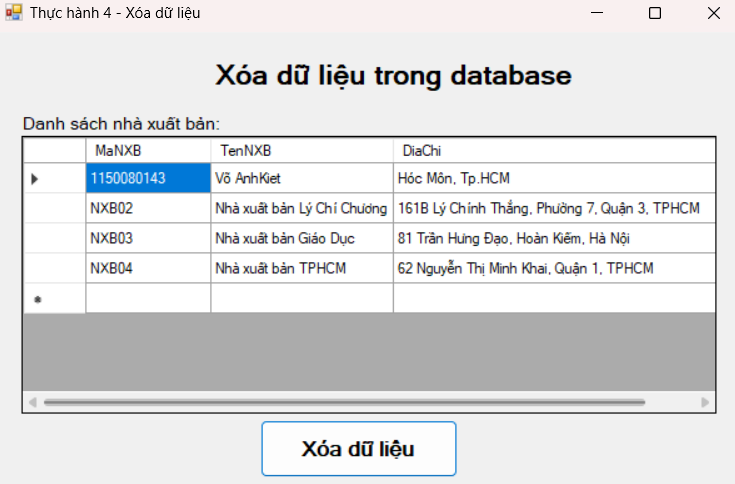 Thực hành 4 - Xóa dữ liệu
Xóa dữ liệu trong database
Danh sách nhà xuất bản:
MaNXB TenNXB DiaChi
1150080143 Võ AnhKiet Hóc Môn, Tp.HCM
NXB02 Nhà xuất bản Lý Chí Chương 161B Lý Chính Thắng, Phường 7, Quận 3, TPHCM
NXB03 Nhà xuất bản Giáo Dục 81 Trần Hưng Đạo, Hoàn Kiếm, Hà Nội
NXB04 Nhà xuất bản TPHCM 62 Nguyễn Thị Minh Khai, Quận 1, TPHCM
Xóa dữ liệu